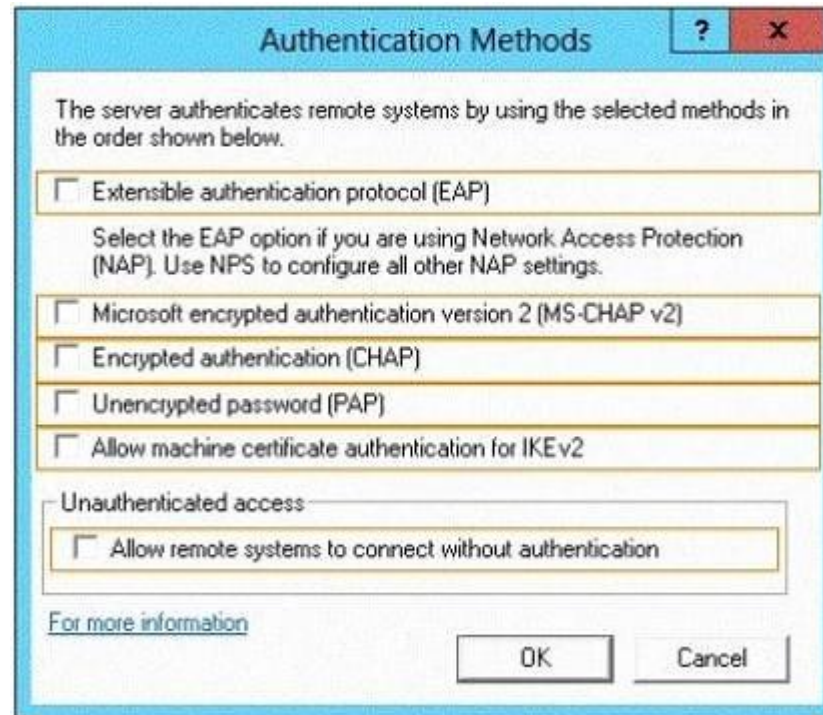 Authentication Methods
?
x
The server authenticates remote systems by using the selected methods in
the order shown below.
Extensible authentication protocol (EAP)
Select the EAP option if you are using Network Access Protection
(NAP). Use NPS to configure all other NAP settings.
Microsoft encrypted authentication version 2 (MS-CHAP v2)
Encrypted authentication (CHAP)
Unencrypted password (PAP)
Allow machine certificate authentication for IKEv2
Unauthenticated access
Allow remote systems to connect without authentication
For more information
OK
Cancel